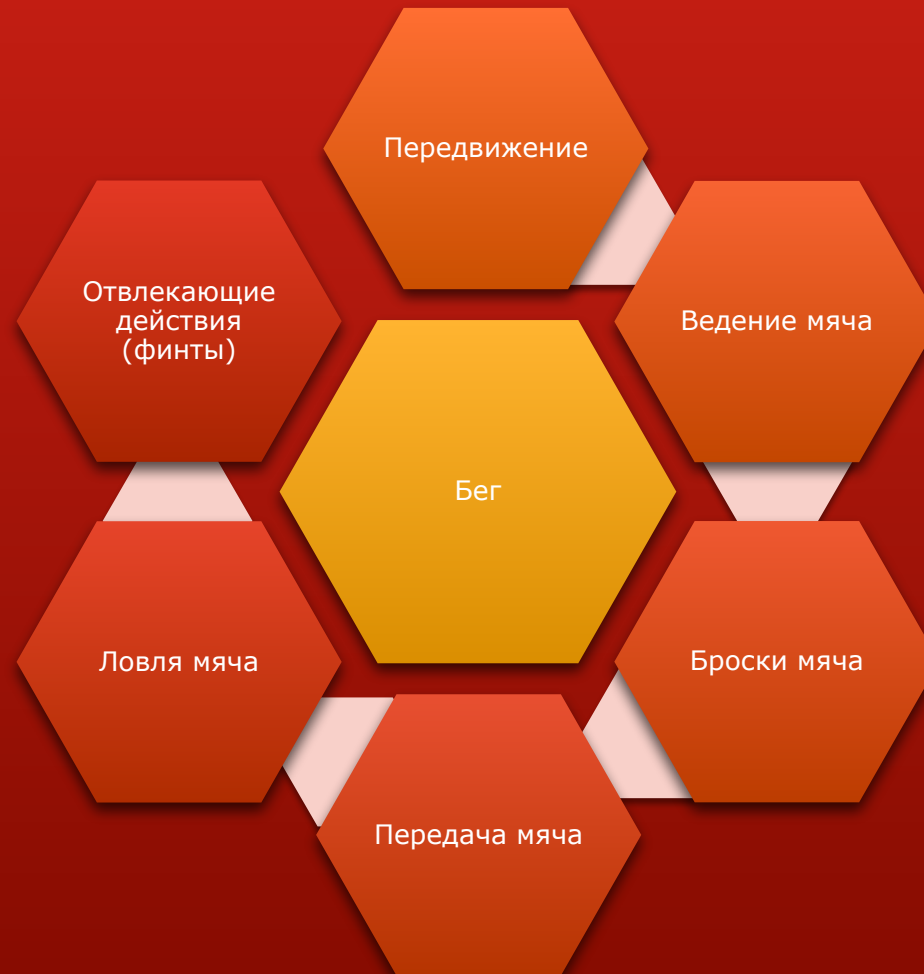 Передвижение
Ведение мяча
Броски мяча
Передача мяча
Ловля мяча
Отвлекающие
действия
(финты)
Бег